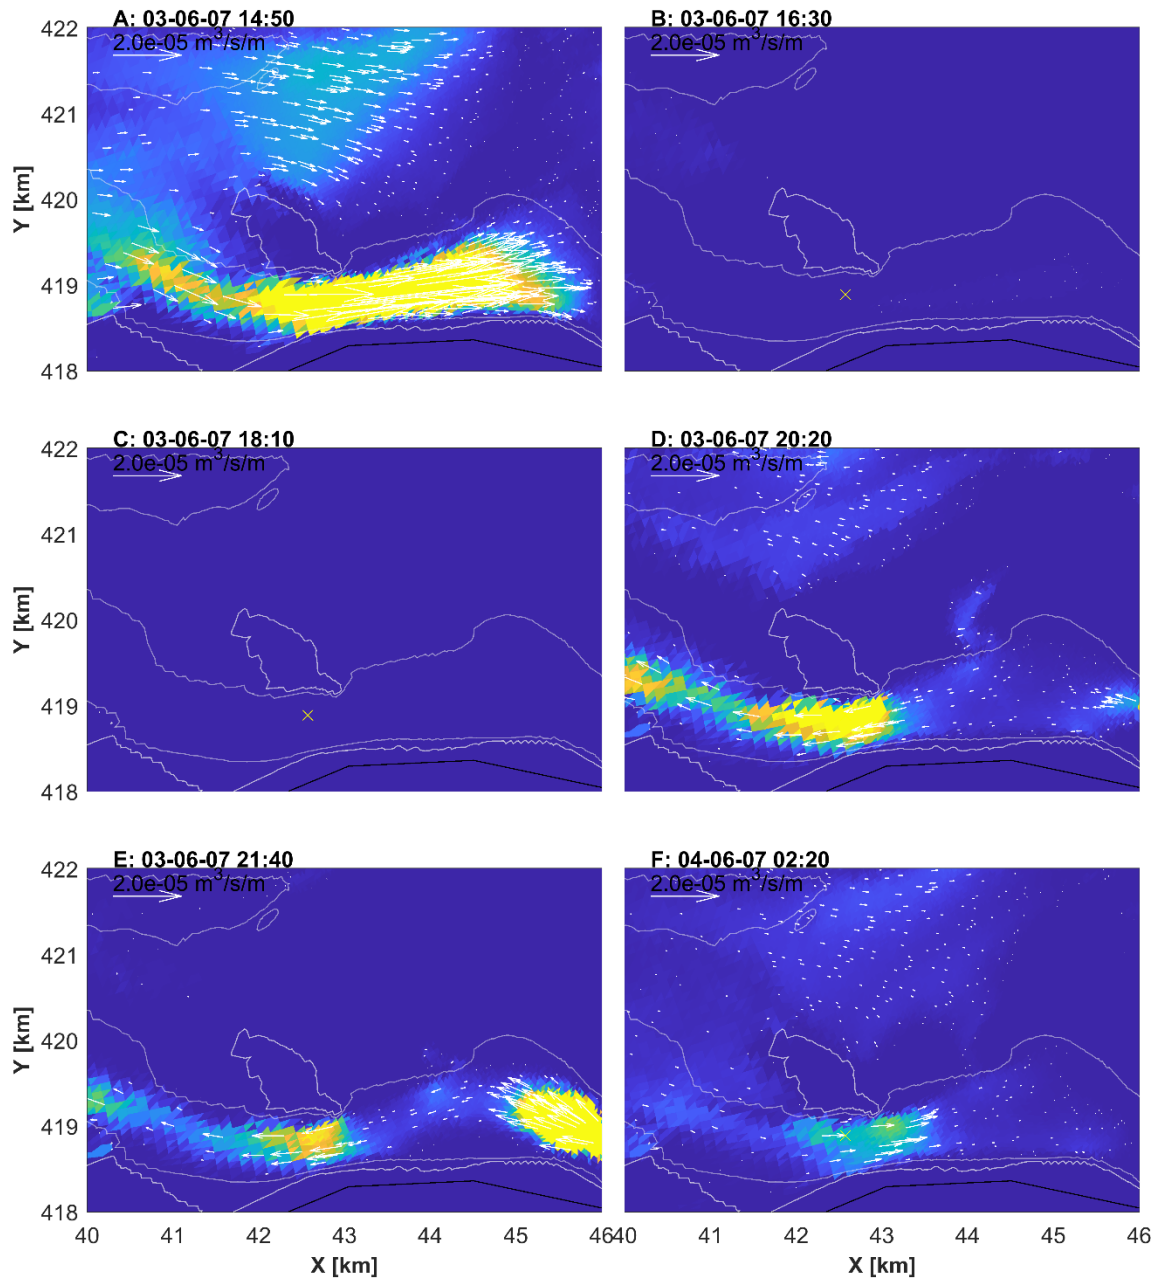 A: 03-06-07 14:50
2.0e-05 m³/s/m
B: 03-06-07 16:30
2.0e-05 m³/s/m
422
421
420
419
418
Y [km]
C: 03-06-07 18:10
2.0e-05 m³/s/m
D: 03-06-07 20:20
2.0e-05 m³/s/m
422
421
420
419
418
Y [km]
E: 03-06-07 21:40
2.0e-05 m³/s/m
F: 04-06-07 02:20
2.0e-05 m³/s/m
422
421
420
419
418
Y [km]
40 41 42 43 44 45 46
40 41 42 43 44 45 46
X [km]
X [km]